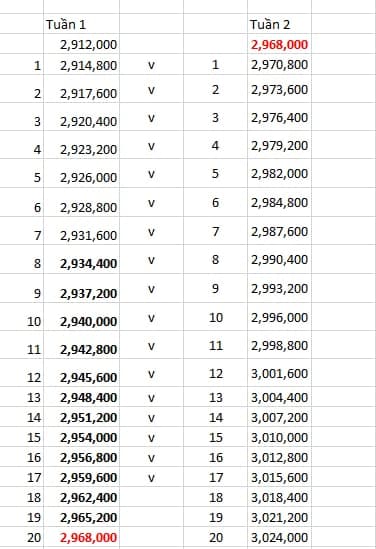 Tuần 1 Tuần 2
2,912,000 2,968,000
1 2,914,800 v 1 2,970,800
2 2,917,600 v 2 2,973,600
3 2,920,400 v 3 2,976,400
4 2,923,200 v 4 2,979,200
5 2,926,000 v 5 2,982,000
6 2,928,800 v 6 2,984,800
7 2,931,600 v 7 2,987,600
8 2,934,400 v 8 2,990,400
9 2,937,200 v 9 2,993,200
10 2,940,000 v 10 2,996,000
11 2,942,800 v 11 2,998,800
12 2,945,600 v 12 3,001,600
13 2,948,400 v 13 3,004,400
14 2,951,200 v 14 3,007,200
15 2,954,000 v 15 3,010,000
16 2,956,800 v 16 3,012,800
17 2,959,600 v 17 3,015,600
18 2,962,400 18 3,018,400
19 2,965,200 19 3,021,200
20 2,968,000 20 3,024,000